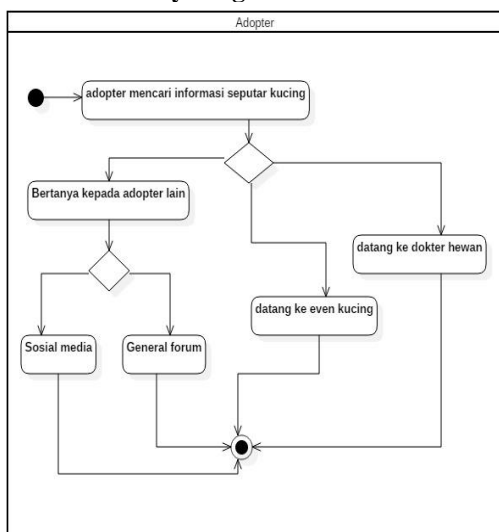 Adopter
adopter mencari informasi seputar kucing
Bertanya kepada adopter lain
datang ke dokter hewan
datang ke even kucing
Sosial media
General forum